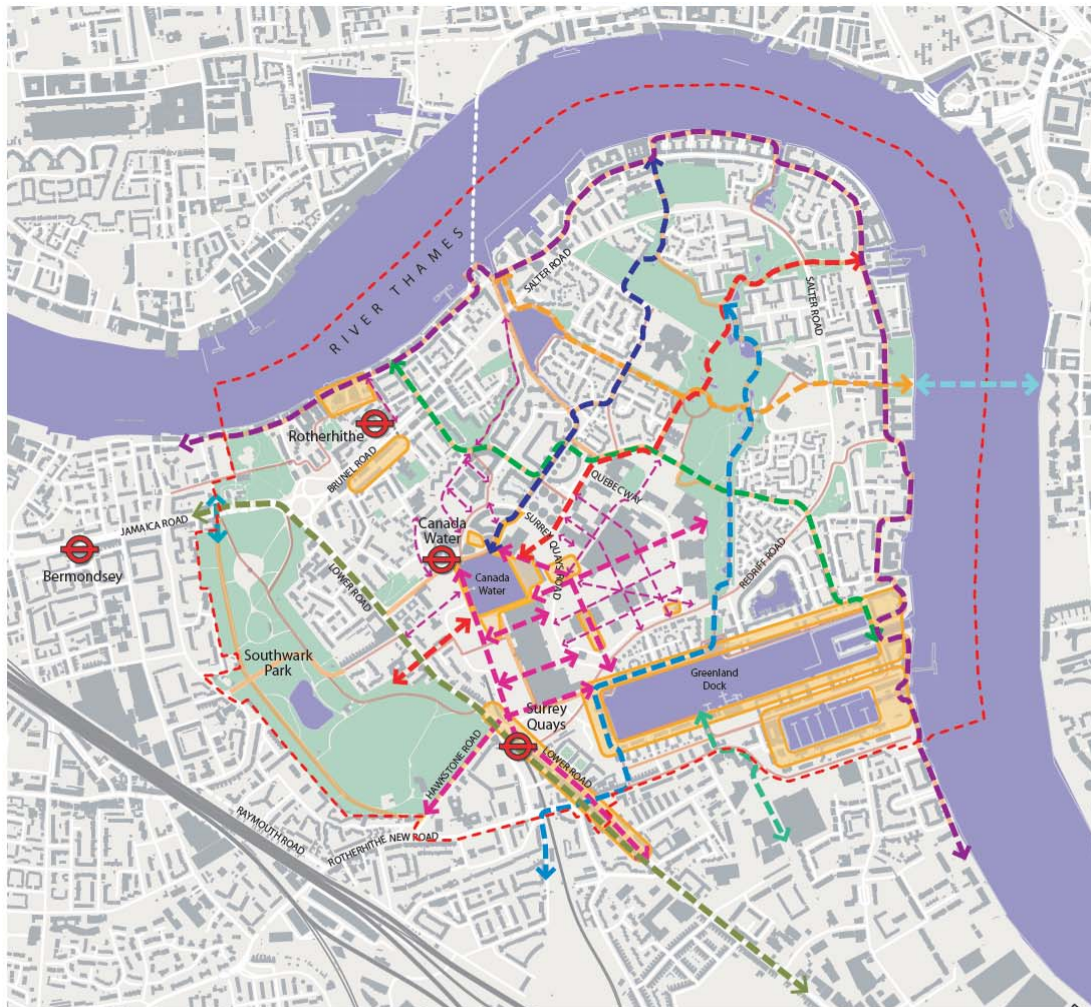 RIVER THAMES
SALTER ROAD
SALTER ROAD
Rotherhithe
BRUNEL ROAD
JAMAICA ROAD
Bermondsey
Canada
Water
QUEBEC WAY
SURREY QUAYS ROAD
Canada
Water
LOWER ROAD
REDRIFF ROAD
Southwark
Park
Greenland
Dock
Surrey
Quays
HAWKSTONE ROAD
LOWER ROAD
RAYMOUTH ROAD
ROTHERHITHE NEW ROAD